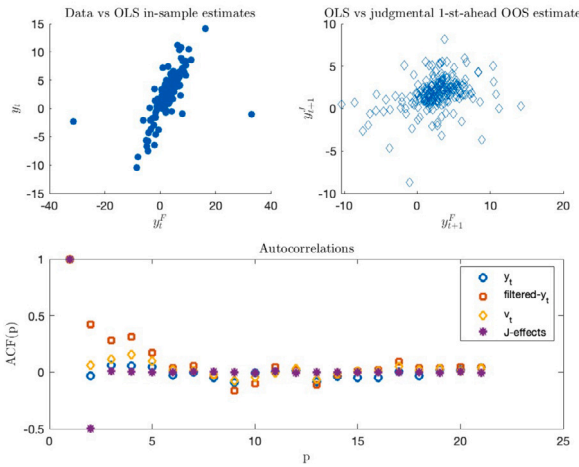 Data vs OLS in-sample estimates
15
10
5
0
-5
-10
-15
-40
-20
0
20
40
y_t
y_t^F
OLS vs judgmental 1-st-ahead OOS estimate
10
5
0
-5
-10
-10
0
10
20
y_{t+1}^J
y_{t+1}^F
Autocorrelations
1
0.5
0
-0.5
0
5
10
15
20
25
ACF(p)
p
y_t
filtered-y_t
v_t
J-effects